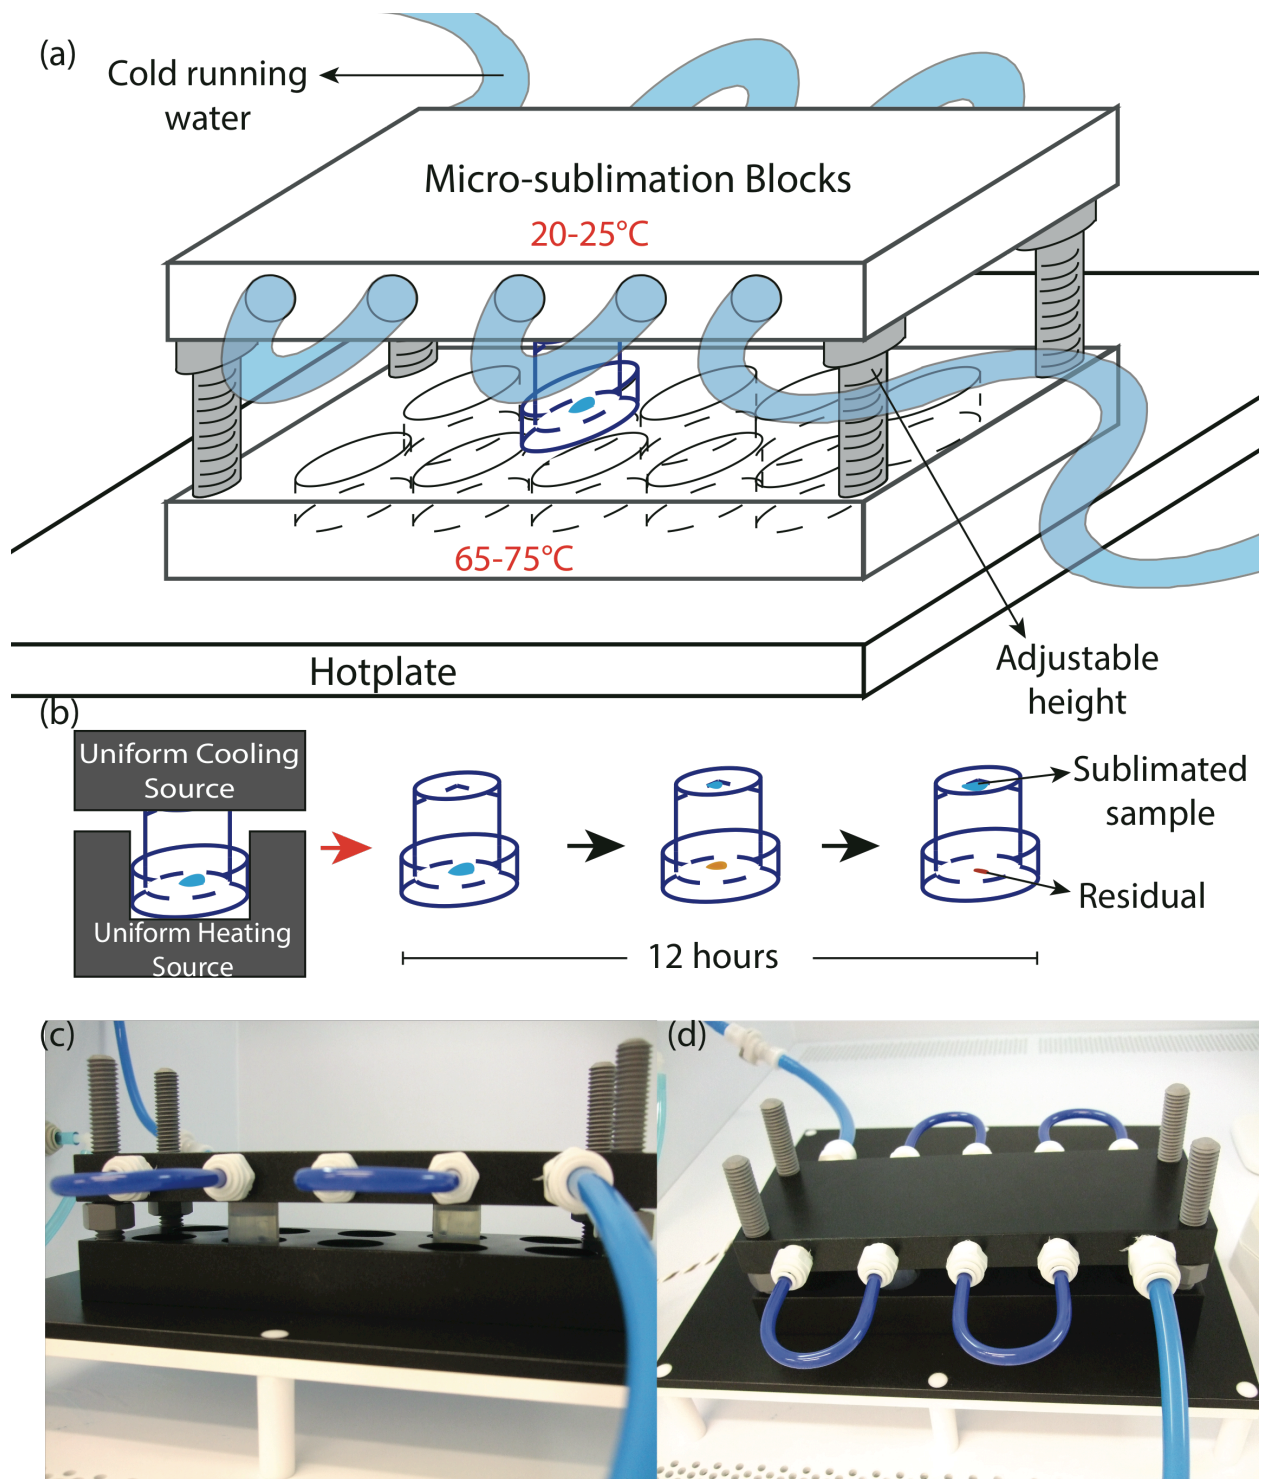 (a)
Cold running
water
Micro-sublimation Blocks
20-25°C
65-75°C
Hotplate
Adjustable
height
(b)
Uniform Cooling
Source
Uniform Heating
Source
Sublimated
sample
Residual
12 hours
(c)
(d)